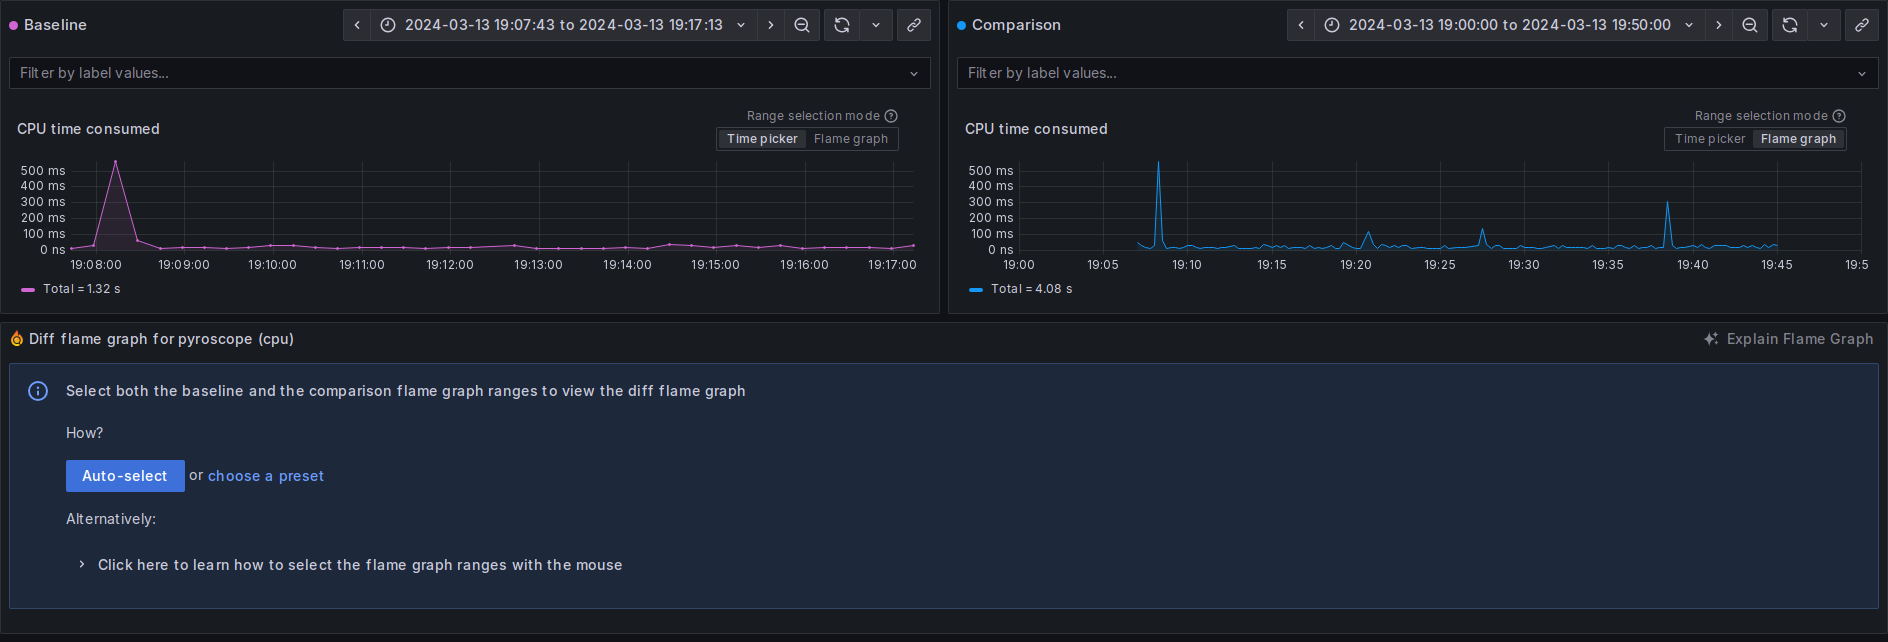 Baseline
2024-03-13 19:07:43 to 2024-03-13 19:17:13
Filter by label values...
Range selection mode
CPU time consumed
Time picker Flame graph
500 ms
400 ms
300 ms
200 ms
100 ms
0 ns
19:08:00 19:09:00 19:10:00 19:11:00 19:12:00 19:13:00 19:14:00 19:15:00 19:16:00 19:17:00
Total = 1.32 s
Comparison
2024-03-13 19:00:00 to 2024-03-13 19:50:00
Filter by label values...
Range selection mode
CPU time consumed
Time picker Flame graph
500 ms
400 ms
300 ms
200 ms
100 ms
0 ns
19:00 19:05 19:10 19:15 19:20 19:25 19:30 19:35 19:40 19:45 19:5
Total = 4.08 s
Diff flame graph for pyroscope (cpu)
Explain Flame Graph
Select both the baseline and the comparison flame graph ranges to view the diff flame graph
How?
Auto-select or choose a preset
Alternatively:
Click here to learn how to select the flame graph ranges with the mouse